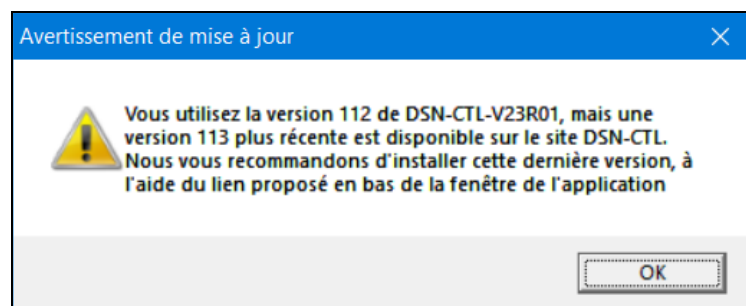 Avertissement de mise à jour
Vous utilisez la version 112 de DSN-CTL-V23R01, mais une
version 113 plus récente est disponible sur le site DSN-CTL.
Nous vous recommandons d'installer cette dernière version, à
l'aide du lien proposé en bas de la fenêtre de l'application
OK